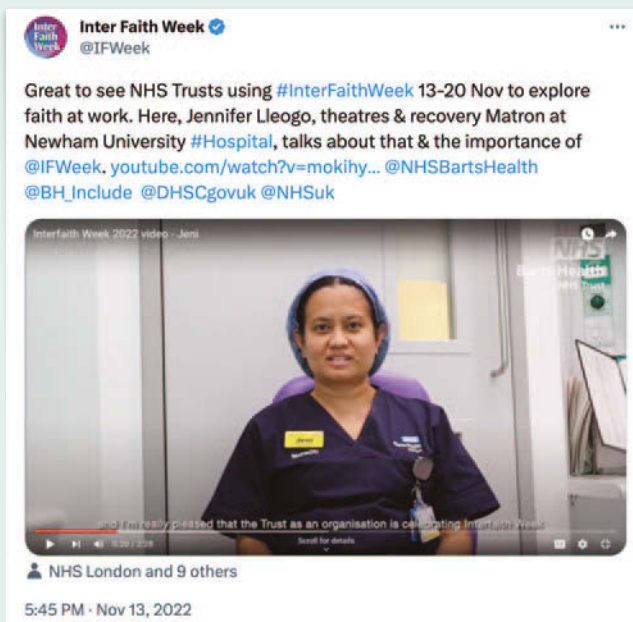 Inter Faith Week
Inter Faith Week
@IFWeek
Great to see NHS Trusts using #InterFaithWeek 13-20 Nov to explore
faith at work. Here, Jennifer Lleogo, theatres & recovery Matron at
Newham University #Hospital, talks about that & the importance of
@IFWeek. youtube.com/watch?v=mokihy... @NHSBartsHealth
@BH_Include @DHSCgovuk @NHSuk
Interfaith Week 2022 video - Jeni
NHS
Barts Health
NHS Trust
and I'm really pleased that the Trust as an organisation is celebrating Interfaith Week
Scroll for details
NHS London and 9 others
5:45 PM · Nov 13, 2022